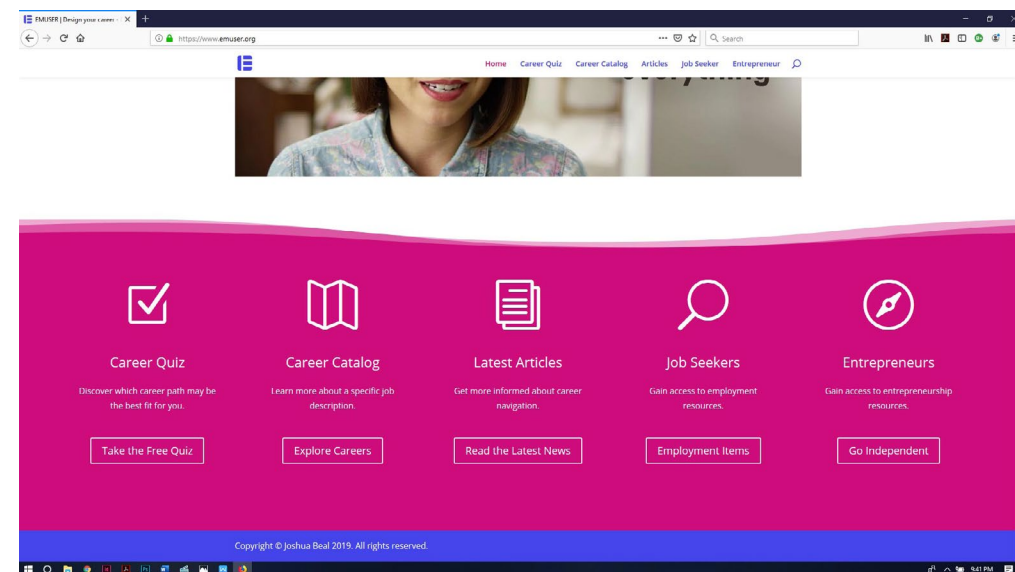 EMUSER | Design your career -
https://www.emuser.org
Search
Home Career Quiz Career Catalog Articles Job Seeker Entrepreneur
everything
Career Quiz
Discover which career path may be
the best fit for you.
Take the Free Quiz
Career Catalog
Learn more about a specific job
description.
Explore Careers
Latest Articles
Get more informed about career
navigation.
Read the Latest News
Job Seekers
Gain access to employment
resources.
Employment Items
Entrepreneurs
Gain access to entrepreneurship
resources.
Go Independent
Copyright © Joshua Beal 2019. All rights reserved.
9:41 PM